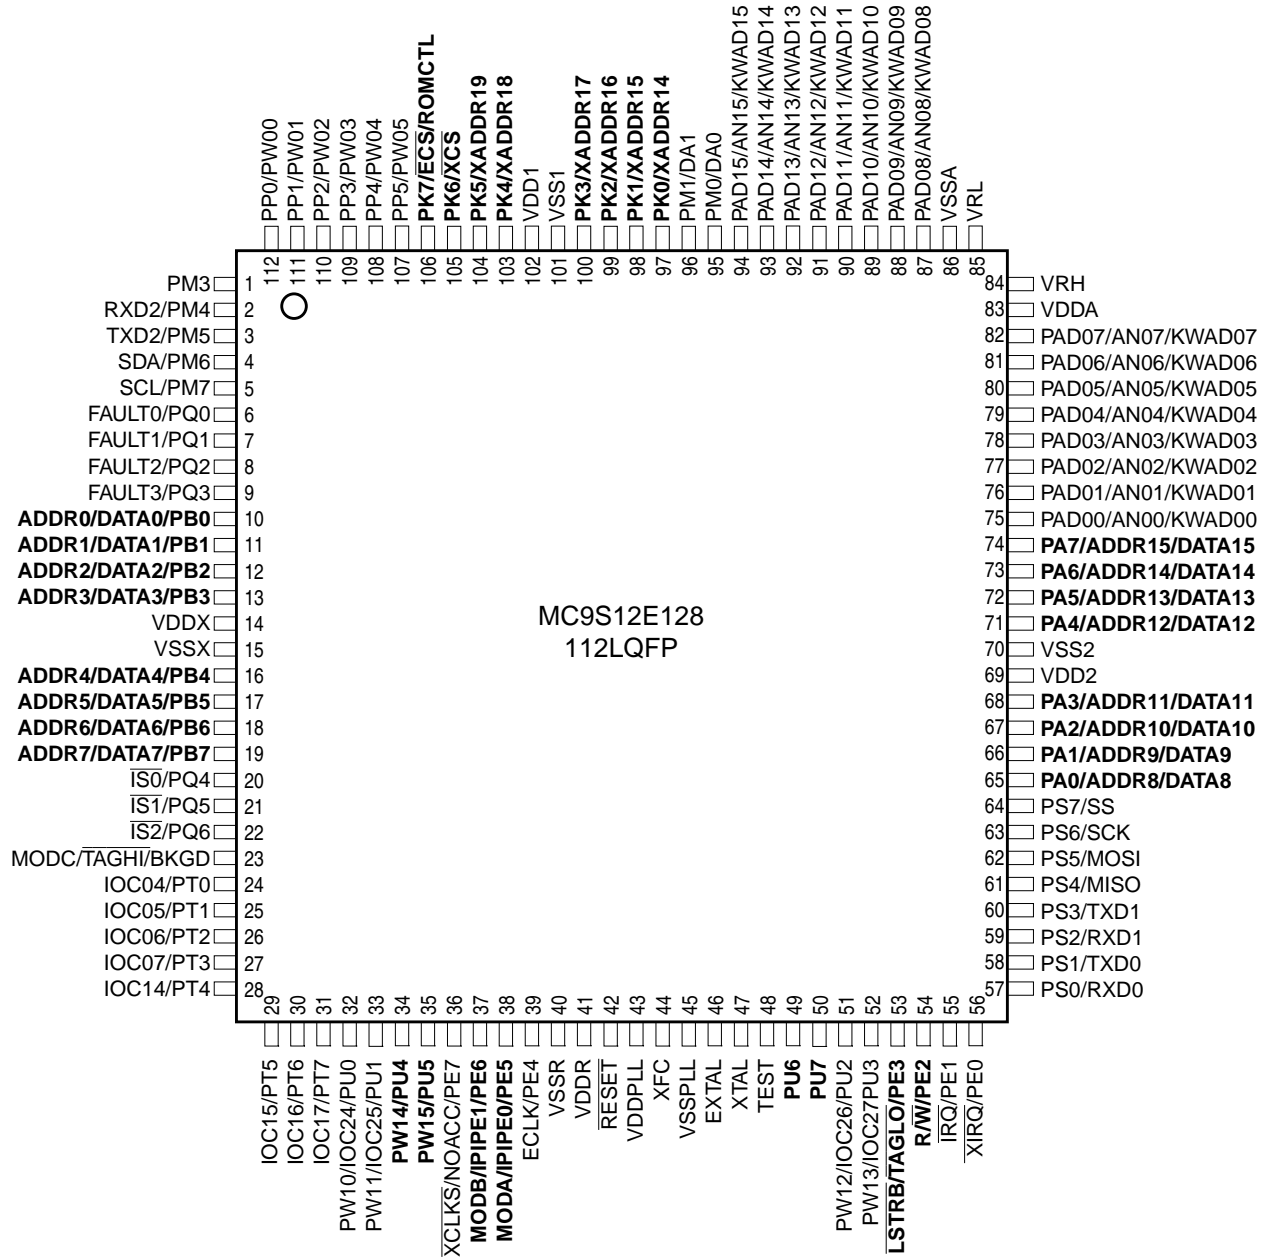 PP0/PW00
PP1/PW01
PP2/PW02
PP3/PW03
PP4/PW04
PP5/PW05
PK7/ECS/ROMCTL
PK6/XCS
PK5/XADDR19
PK4/XADDR18
VDD1
VSS1
PK3/XADDR17
PK2/XADDR16
PK1/XADDR15
PK0/XADDR14
PM1/DA1
PM0/DA0
PAD15/AN15/KWAD15
PAD14/AN14/KWAD14
PAD13/AN13/KWAD13
PAD12/AN12/KWAD12
PAD11/AN11/KWAD11
PAD10/AN10/KWAD10
PAD09/AN09/KWAD09
PAD08/AN08/KWAD08
VSSA
VRL
112
111
110
109
108
107
106
105
104
103
102
101
100
99
98
97
96
95
94
93
92
91
90
89
88
87
86
85
PM3 1
RXD2/PM4 2
TXD2/PM5 3
SDA/PM6 4
SCL/PM7 5
FAULT0/PQ0 6
FAULT1/PQ1 7
FAULT2/PQ2 8
FAULT3/PQ3 9
ADDR0/DATA0/PB0 10
ADDR1/DATA1/PB1 11
ADDR2/DATA2/PB2 12
ADDR3/DATA3/PB3 13
VDDX 14
VSSX 15
ADDR4/DATA4/PB4 16
ADDR5/DATA5/PB5 17
ADDR6/DATA6/PB6 18
ADDR7/DATA7/PB7 19
IS0/PQ4 20
IS1/PQ5 21
IS2/PQ6 22
MODC/TAGHI/BKGD 23
IOC04/PT0 24
IOC05/PT1 25
IOC06/PT2 26
IOC07/PT3 27
IOC14/PT4 28
MC9S12E128
112LQFP
84 VRH
83 VDDA
82 PAD07/AN07/KWAD07
81 PAD06/AN06/KWAD06
80 PAD05/AN05/KWAD05
79 PAD04/AN04/KWAD04
78 PAD03/AN03/KWAD03
77 PAD02/AN02/KWAD02
76 PAD01/AN01/KWAD01
75 PAD00/AN00/KWAD00
74 PA7/ADDR15/DATA15
73 PA6/ADDR14/DATA14
72 PA5/ADDR13/DATA13
71 PA4/ADDR12/DATA12
70 VSS2
69 VDD2
68 PA3/ADDR11/DATA11
67 PA2/ADDR10/DATA10
66 PA1/ADDR9/DATA9
65 PA0/ADDR8/DATA8
64 PS7/SS
63 PS6/SCK
62 PS5/MOSI
61 PS4/MISO
60 PS3/TXD1
59 PS2/RXD1
58 PS1/TXD0
57 PS0/RXD0
29
30
31
32
33
34
35
36
37
38
39
40
41
42
43
44
45
46
47
48
49
50
51
52
53
54
55
56
IOC15/PT5
IOC16/PT6
IOC17/PT7
PW10/IOC24/PU0
PW11/IOC25/PU1
PW14/PU4
PW15/PU5
XCLKS/NOACC/PE7
MODB/IPIPE1/PE6
MODA/IPIPE0/PE5
ECLK/PE4
VSSR
VDDR
RESET
VDDPLL
XFC
VSSPLL
EXTAL
XTAL
TEST
PU6
PU7
PW12/IOC26/PU2
PW13/IOC27PU3
LSTRB/TAGLO/PE3
R/W/PE2
IRQ/PE1
XIRQ/PE0